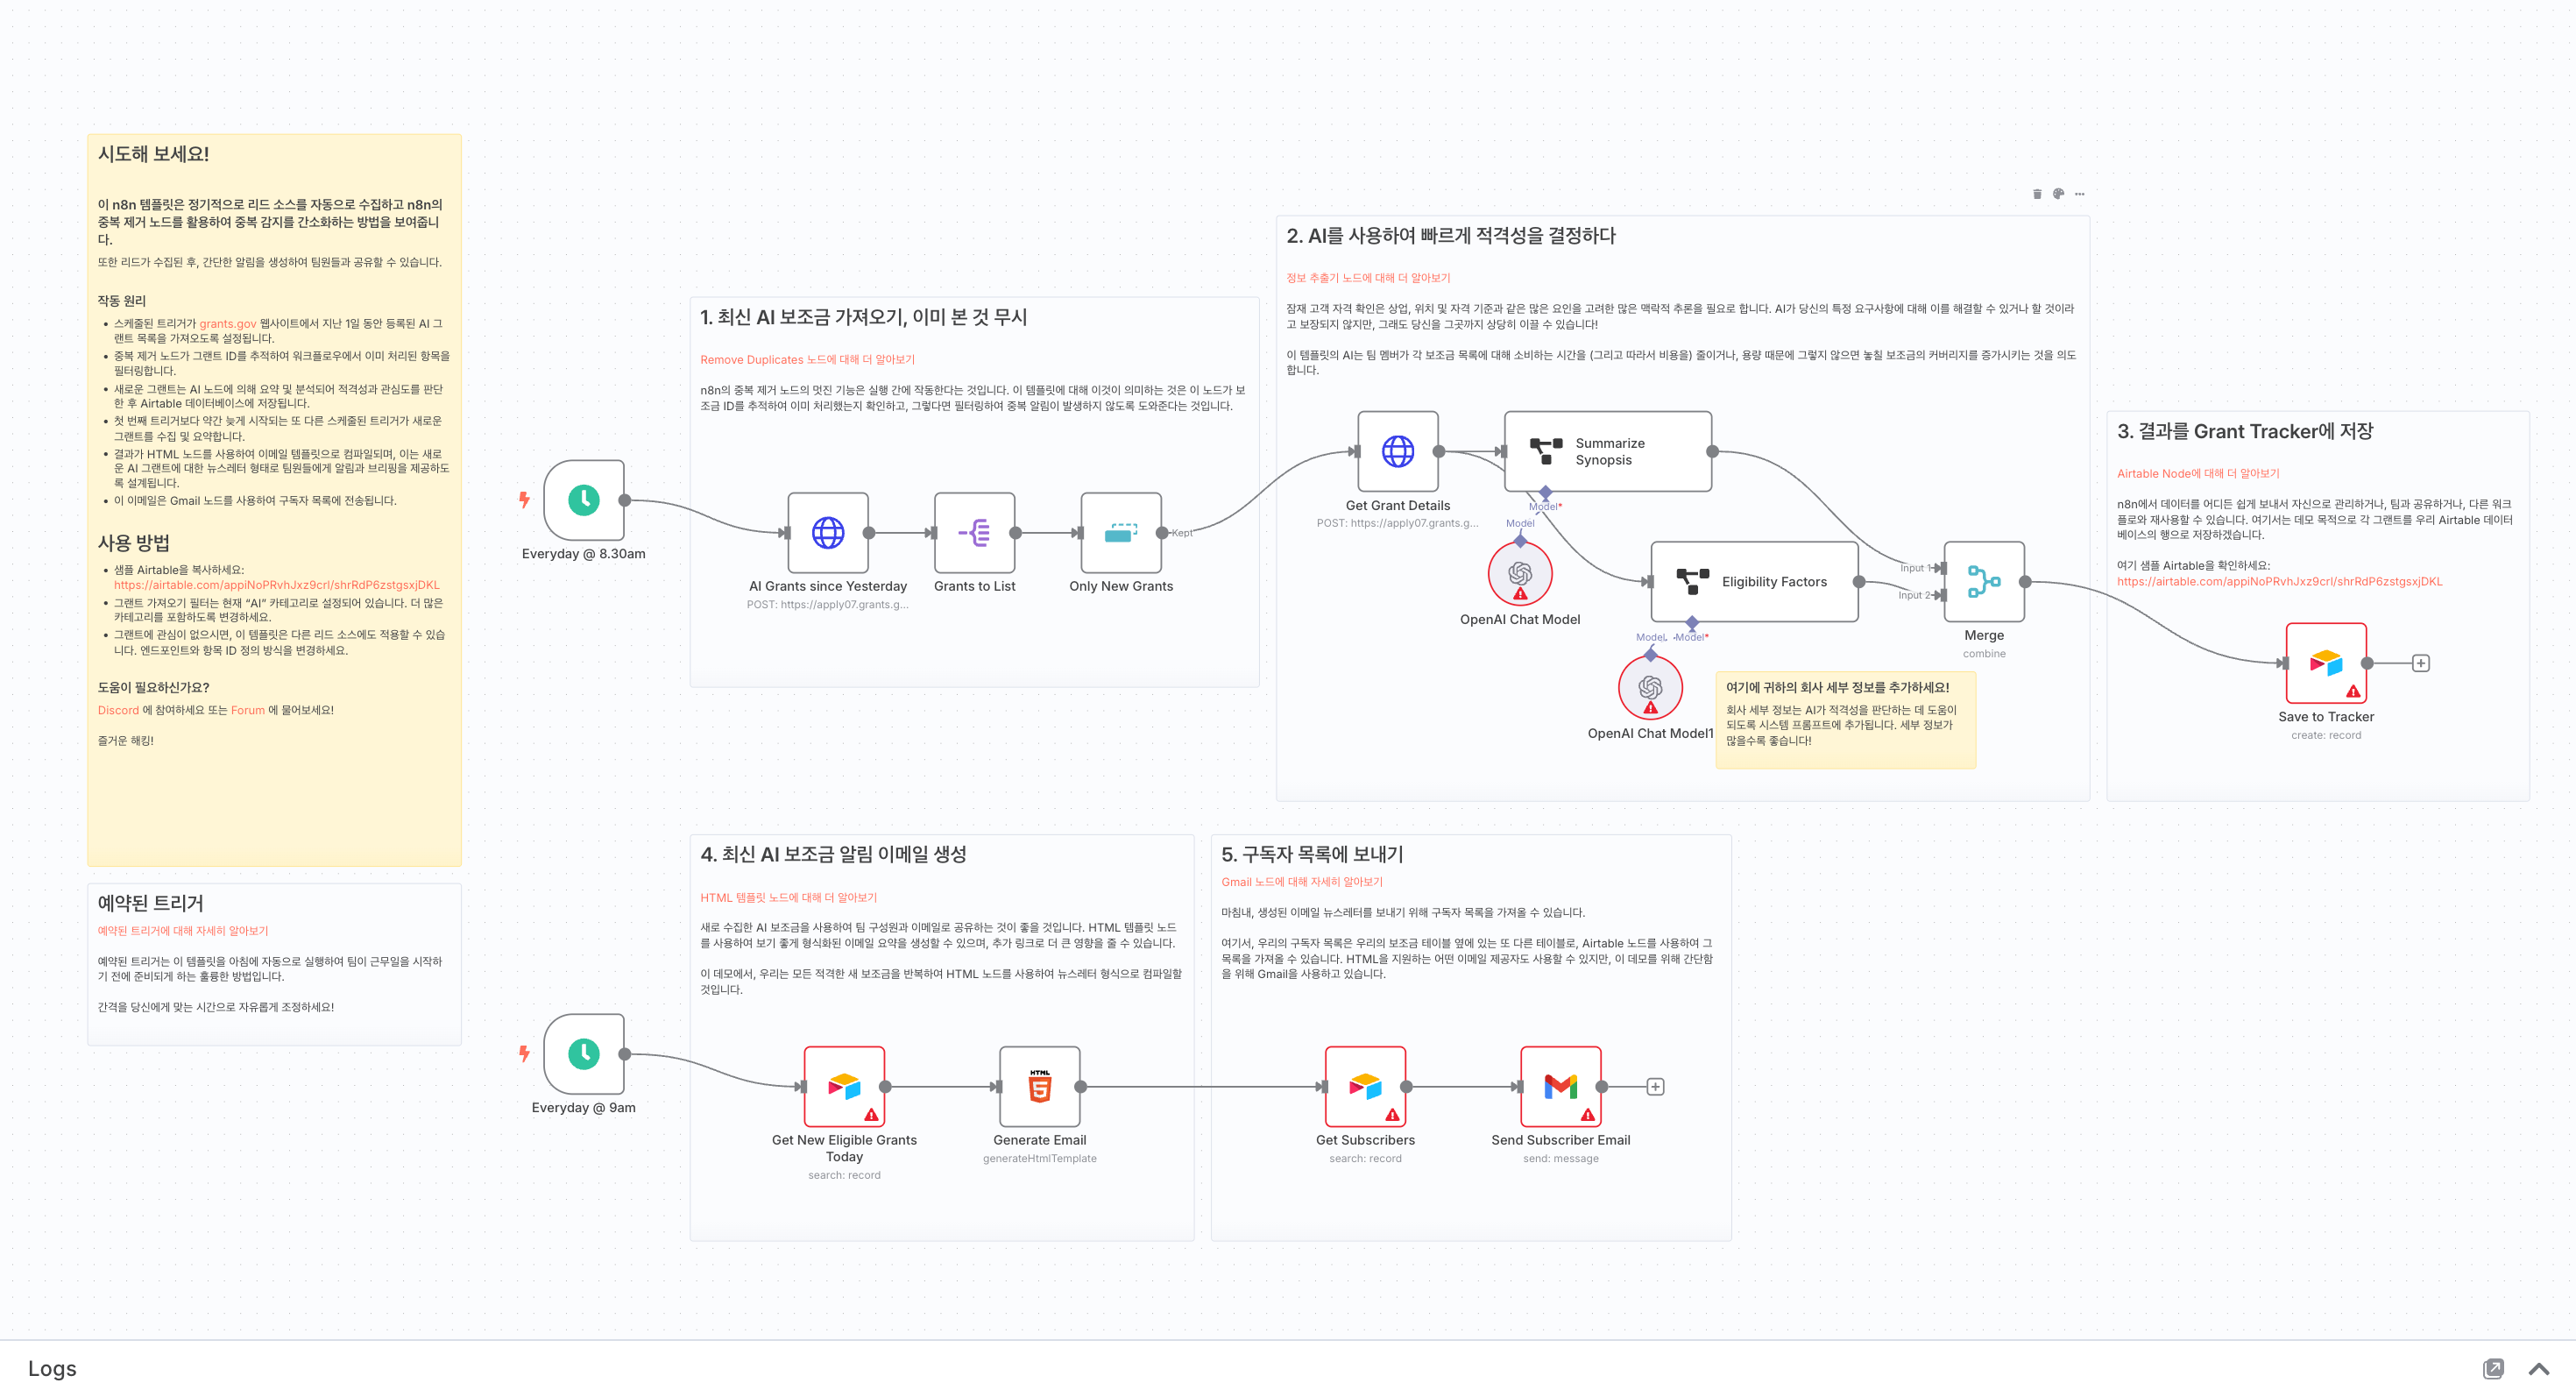 시도해 보세요!
이 n8n 템플릿은 정기적으로 리드 소스를 자동으로 수집하고 n8n의
중복 제거 노드를 활용하여 중복 감지를 간소화하는 방법을 보여줍니
다.
또한 리드가 수집된 후, 간단한 알림을 생성하여 팀원들과 공유할 수 있습니다.
작동 원리
• 스케줄된 트리거가 grants.gov 웹사이트에서 지난 1일 동안 등록된 AI 그
랜트 목록을 가져오도록 설정됩니다.
• 중복 제거 노드가 그랜트 ID를 추적하여 워크플로우에서 이미 처리된 항목을
필터링합니다.
• 새로운 그랜트는 AI 노드에 의해 요약 및 분석되어 적격성과 관심도를 판단
한 후 Airtable 데이터베이스에 저장됩니다.
• 첫 번째 트리거보다 약간 늦게 시작되는 또 다른 스케줄된 트리거가 새로운
그랜트를 수집 및 요약합니다.
• 결과가 HTML 노드를 사용하여 이메일 템플릿으로 컴파일되며, 이는 새로
운 AI 그랜트에 대한 뉴스레터 형태로 팀원들에게 알림과 브리핑을 제공하도
록 설계됩니다.
• 이 이메일은 Gmail 노드를 사용하여 구독자 목록에 전송됩니다.
사용 방법
• 샘플 Airtable을 복사하세요:
https://airtable.com/appiNoPRvhJxz9crl/shrRdP6zstgsxjDKL
• 그랜트 가져오기 필터는 현재 “AI” 카테고리로 설정되어 있습니다. 더 많은
카테고리를 포함하도록 변경하세요.
• 그랜트에 관심이 없으시면, 이 템플릿은 다른 리드 소스에도 적용할 수 있습
니다. 엔드포인트와 항목 ID 정의 방식을 변경하세요.
도움이 필요하신가요?
Discord 에 참여하세요 또는 Forum 에 물어보세요!
즐거운 해킹!
예약된 트리거
예약된 트리거에 대해 자세히 알아보기
예약된 트리거는 이 템플릿을 아침에 자동으로 실행하여 팀이 근무일을 시작하
기 전에 준비되게 하는 훌륭한 방법입니다.
간격을 당신에게 맞는 시간으로 자유롭게 조정하세요!
Everyday @ 8.30am
1. 최신 AI 보조금 가져오기, 이미 본 것 무시
Remove Duplicates 노드에 대해 더 알아보기
n8n의 중복 제거 노드의 멋진 기능은 실행 간에 작동한다는 것입니다. 이 템플릿에 대해 이것이 의미하는 것은 이 노드가 보
조금 ID를 추적하여 이미 처리했는지 확인하고, 그렇다면 필터링하여 중복 알림이 발생하지 않도록 도와준다는 것입니다.
AI Grants since Yesterday
POST: https://apply07.grants.g...
Grants to List
Only New Grants
Kept
2. AI를 사용하여 빠르게 적격성을 결정하다
정보 추출기 노드에 대해 더 알아보기
잠재 고객 자격 확인은 상업, 위치 및 자격 기준과 같은 많은 요인을 고려한 많은 맥락적 추론을 필요로 합니다. AI가 당신의 특정 요구사항에 대해 이를 해결할 수 있거나 할 것이라
고 보장되지 않지만, 그래도 당신을 그곳까지 상당히 이끌 수 있습니다!
이 템플릿의 AI는 팀 멤버가 각 보조금 목록에 대해 소비하는 시간을 (그리고 따라서 비용을) 줄이거나, 용량 때문에 그렇지 않으면 놓칠 보조금의 커버리지를 증가시키는 것을 의도
합니다.
Get Grant Details
POST: https://apply07.grants.g...
Summarize
Synopsis
Model*
Model
OpenAI Chat Model
Eligibility Factors
Model
Model*
OpenAI Chat Model1
Input 1
Input 2
Merge
combine
여기에 귀하의 회사 세부 정보를 추가하세요!
회사 세부 정보는 AI가 적격성을 판단하는 데 도움이
되도록 시스템 프롬프트에 추가됩니다. 세부 정보가
많을수록 좋습니다!
3. 결과를 Grant Tracker에 저장
Airtable Node에 대해 더 알아보기
n8n에서 데이터를 어디든 쉽게 보내서 자신으로 관리하거나, 팀과 공유하거나, 다른 워크
플로와 재사용할 수 있습니다. 여기서는 데모 목적으로 각 그랜트를 우리 Airtable 데이터
베이스의 행으로 저장하겠습니다.
여기 샘플 Airtable을 확인하세요:
https://airtable.com/appiNoPRvhJxz9crl/shrRdP6zstgsxjDKL
Save to Tracker
create: record
Everyday @ 9am
4. 최신 AI 보조금 알림 이메일 생성
HTML 템플릿 노드에 대해 더 알아보기
새로 수집한 AI 보조금을 사용하여 팀 구성원과 이메일로 공유하는 것이 좋을 것입니다. HTML 템플릿 노드
를 사용하여 보기 좋게 형식화된 이메일 요약을 생성할 수 있으며, 추가 링크로 더 큰 영향을 줄 수 있습니다.
이 데모에서, 우리는 모든 적격한 새 보조금을 반복하여 HTML 노드를 사용하여 뉴스레터 형식으로 컴파일할
것입니다.
Get New Eligible Grants
Today
search: record
Generate Email
generateHtmlTemplate
5. 구독자 목록에 보내기
Gmail 노드에 대해 자세히 알아보기
마침내, 생성된 이메일 뉴스레터를 보내기 위해 구독자 목록을 가져올 수 있습니다.
여기서, 우리의 구독자 목록은 우리의 보조금 테이블 옆에 있는 또 다른 테이블로, Airtable 노드를 사용하여 그
목록을 가져올 수 있습니다. HTML을 지원하는 어떤 이메일 제공자도 사용할 수 있지만, 이 데모를 위해 간단함
을 위해 Gmail을 사용하고 있습니다.
Get Subscribers
search: record
Send Subscriber Email
send: message
Logs